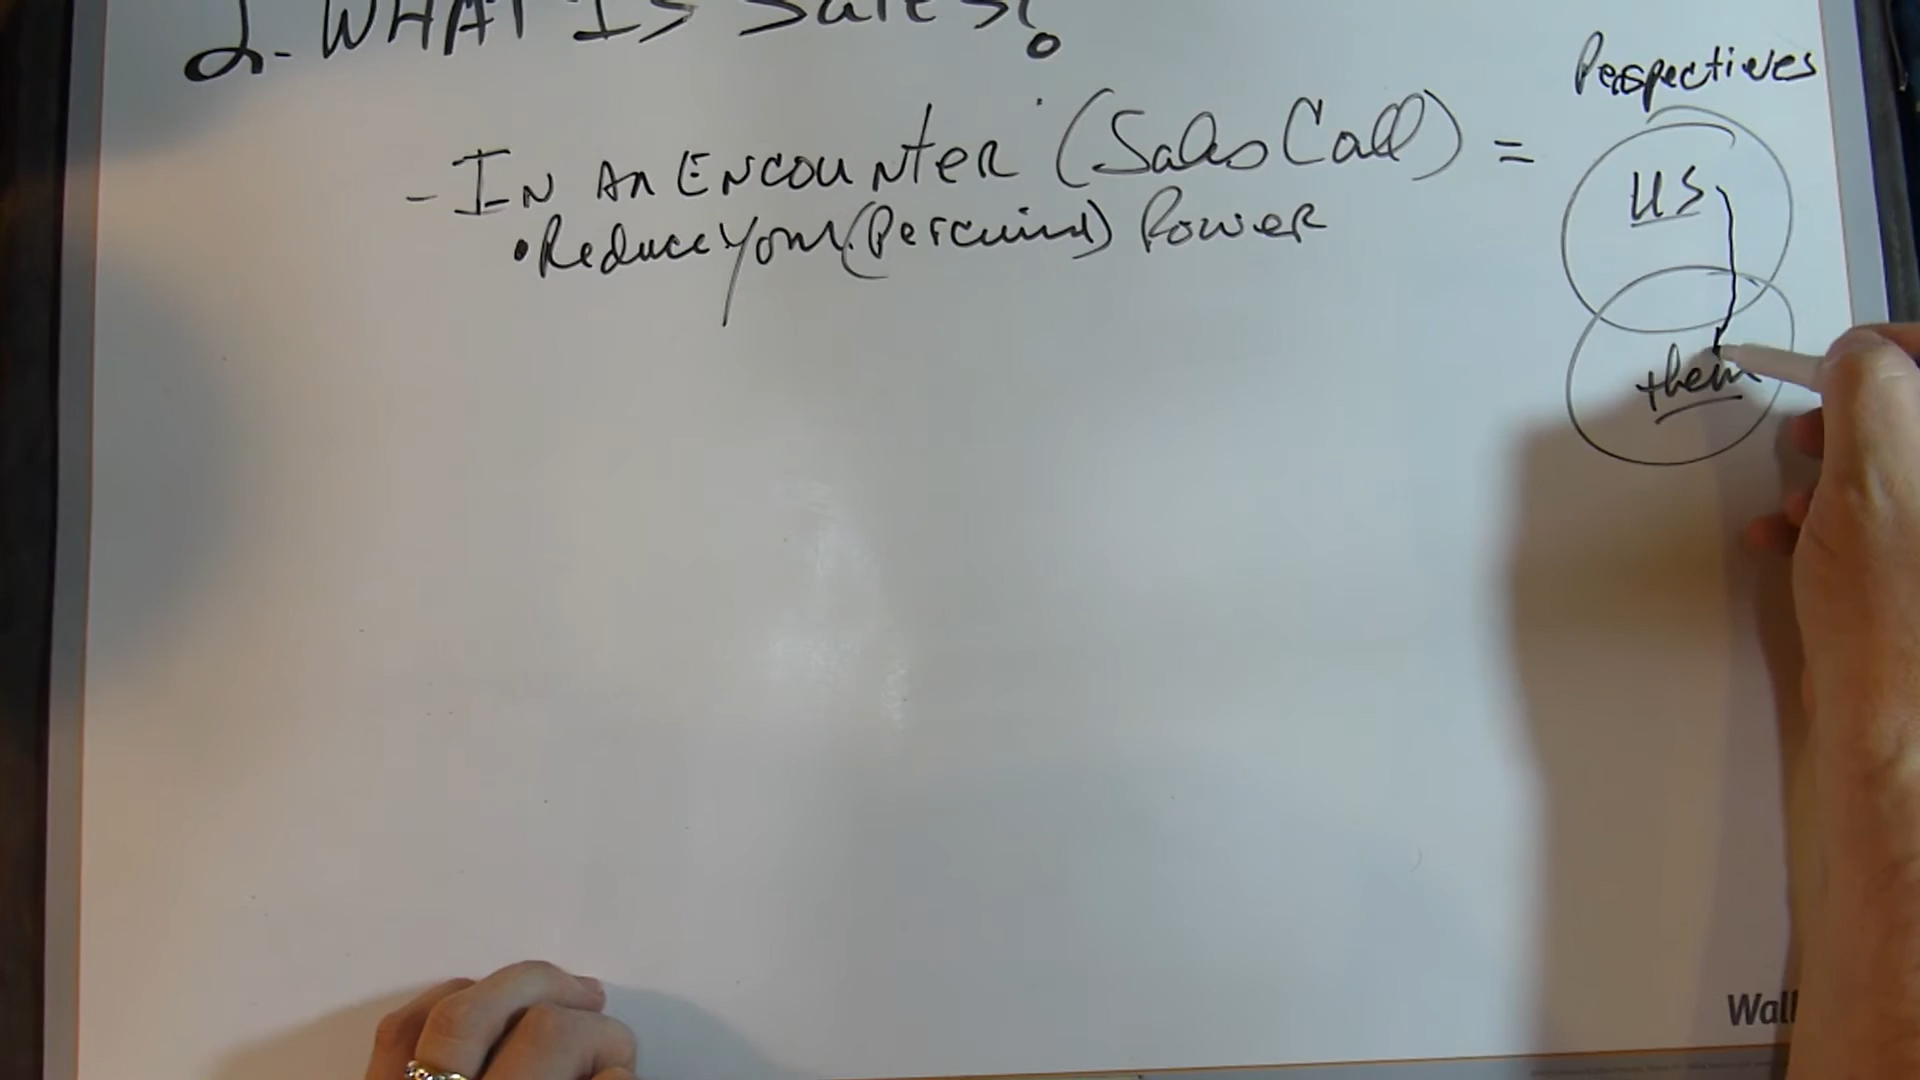 2. WHAT IS Sales?
Perspectives
- IN AN ENCOUNTER (Sales Call) =
• Reduce your (Perceived) Power
US
them
Wall